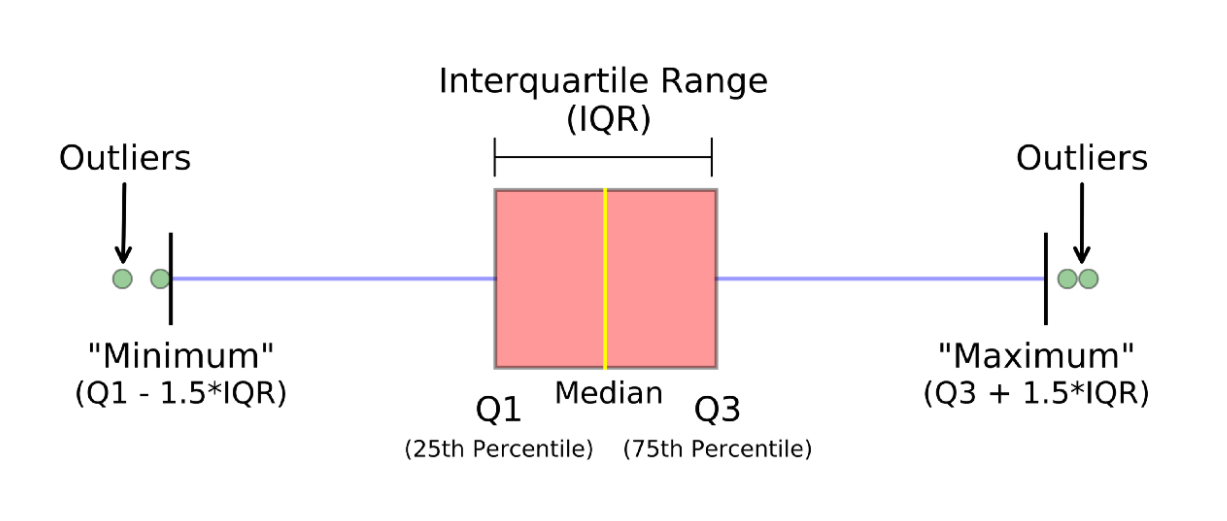 Interquartile Range
(IQR)
Outliers
Outliers
"Minimum"
(Q1 - 1.5*IQR)
"Maximum"
(Q3 + 1.5*IQR)
Median
Q1
Q3
(25th Percentile)
(75th Percentile)